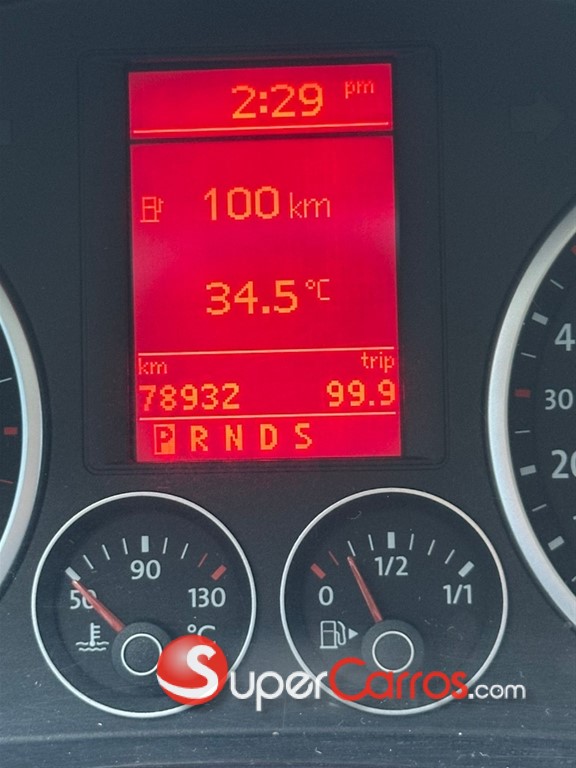 2:29 pm
100 km
34.5 °C
km trip
78932 99.9
P R N D S
4
30
20
50 90 130
°C
0 1/2 1/1
SuperCarros.com